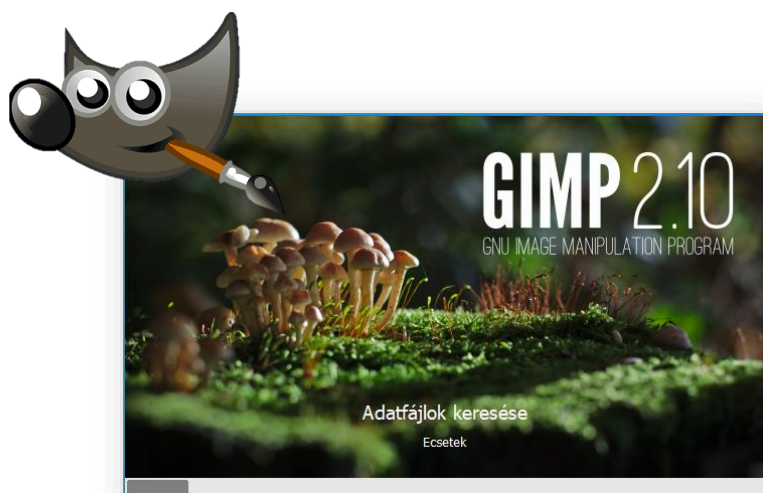 GIMP 2.10
GNU IMAGE MANIPULATION PROGRAM
Adatfájlok keresése
Ecsetek